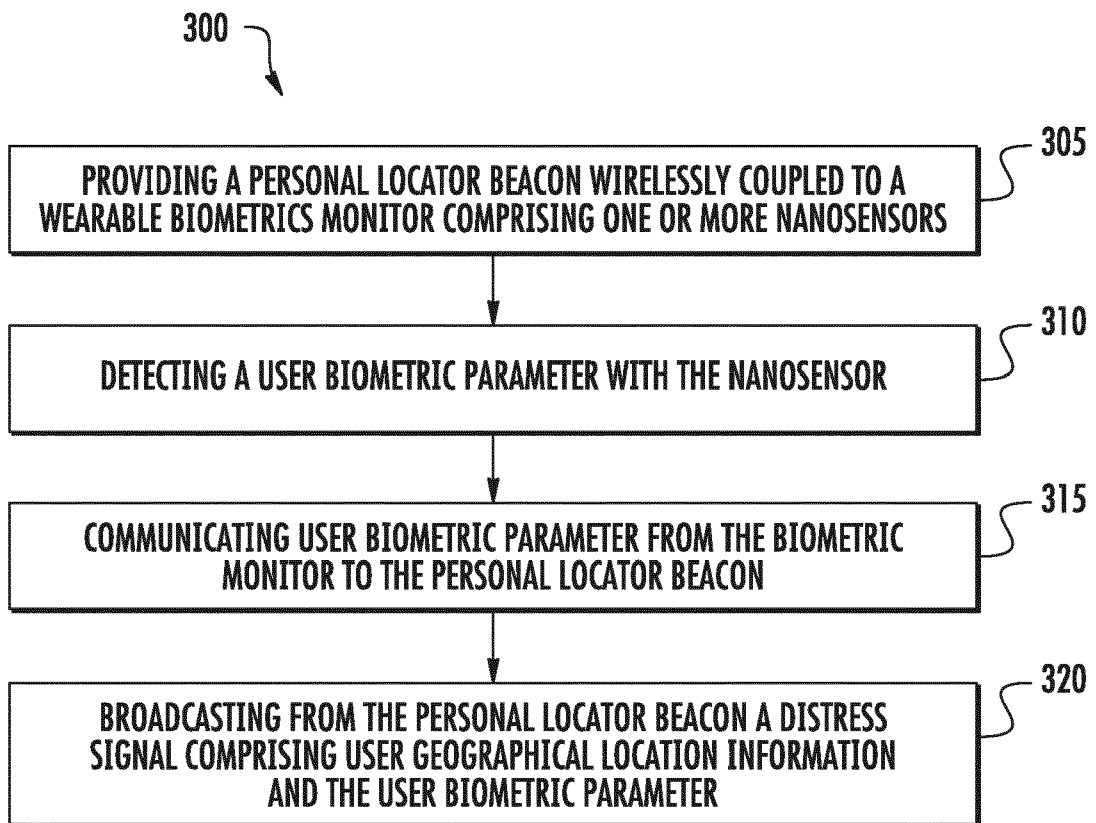 300
305
PROVIDING A PERSONAL LOCATOR BEACON WIRELESSLY COUPLED TO A
WEARABLE BIOMETRICS MONITOR COMPRISING ONE OR MORE NANOSENSORS
310
DETECTING A USER BIOMETRIC PARAMETER WITH THE NANOSENSOR
315
COMMUNICATING USER BIOMETRIC PARAMETER FROM THE BIOMETRIC
MONITOR TO THE PERSONAL LOCATOR BEACON
320
BROADCASTING FROM THE PERSONAL LOCATOR BEACON A DISTRESS
SIGNAL COMPRISING USER GEOGRAPHICAL LOCATION INFORMATION
AND THE USER BIOMETRIC PARAMETER